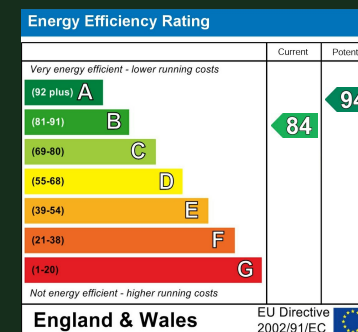 Energy Efficiency Rating
Current
Very energy efficient - lower running costs
(92 plus) A
94
(81-91) B
84
(69-80) C
(55-68) D
(39-54) E
(21-38) F
(1-20) G
Not energy efficient - higher running costs
England & Wales
EU Directive
2002/91/EC